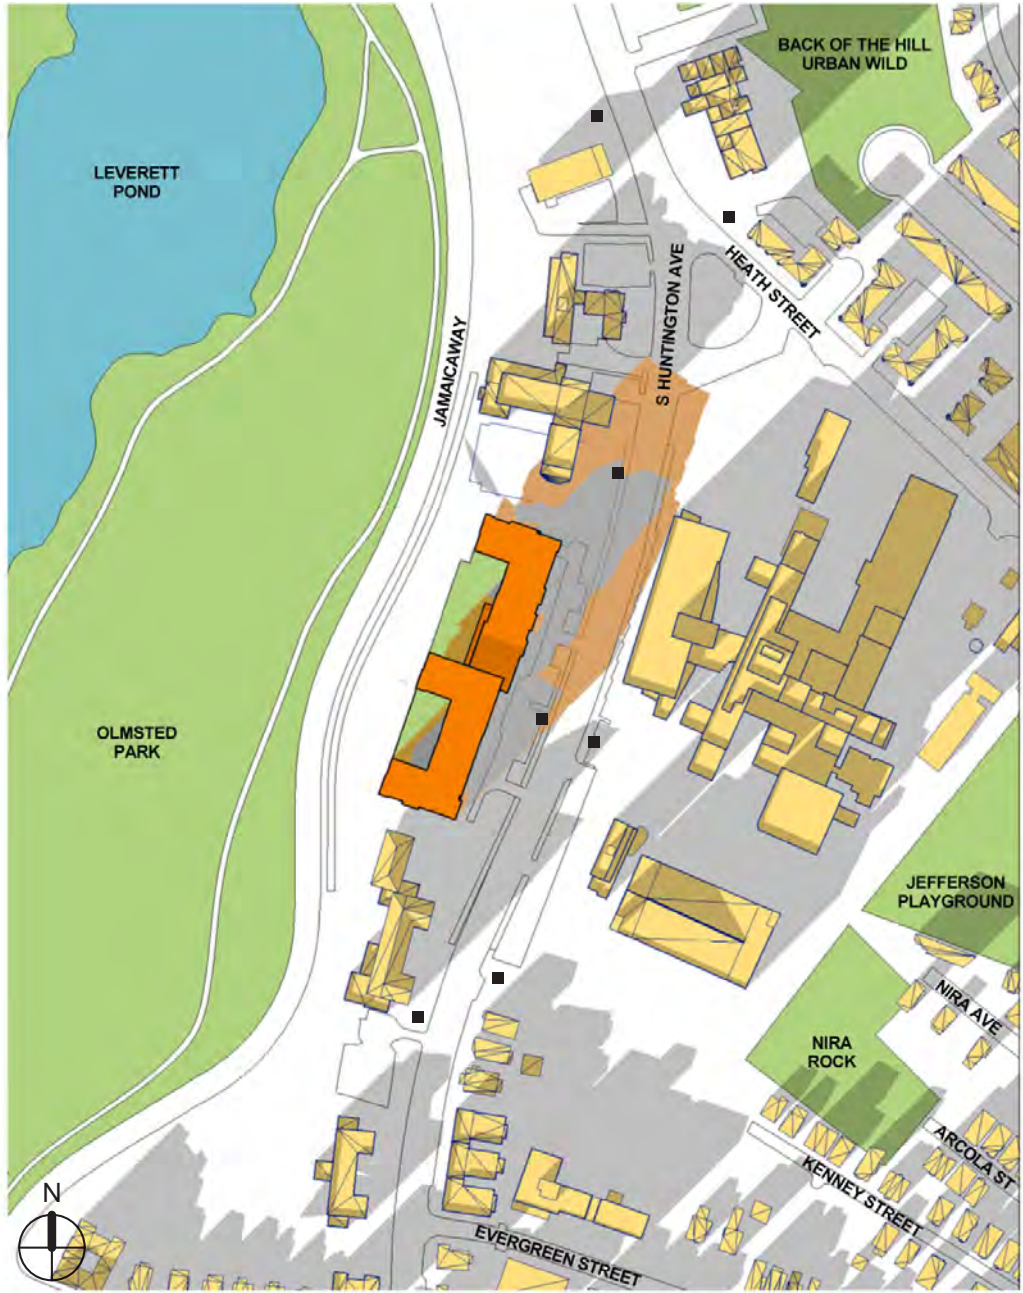 BACK OF THE HILL
URBAN WILD
LEVERETT
POND
HEATH STREET
S HUNTINGTON AVE
JAMAICAWAY
OLMSTED
PARK
JEFFERSON
PLAYGROUND
NIRA AVE
NIRA
ROCK
ARCOLA ST
KENNEY STREET
N
EVERGREEN STREET